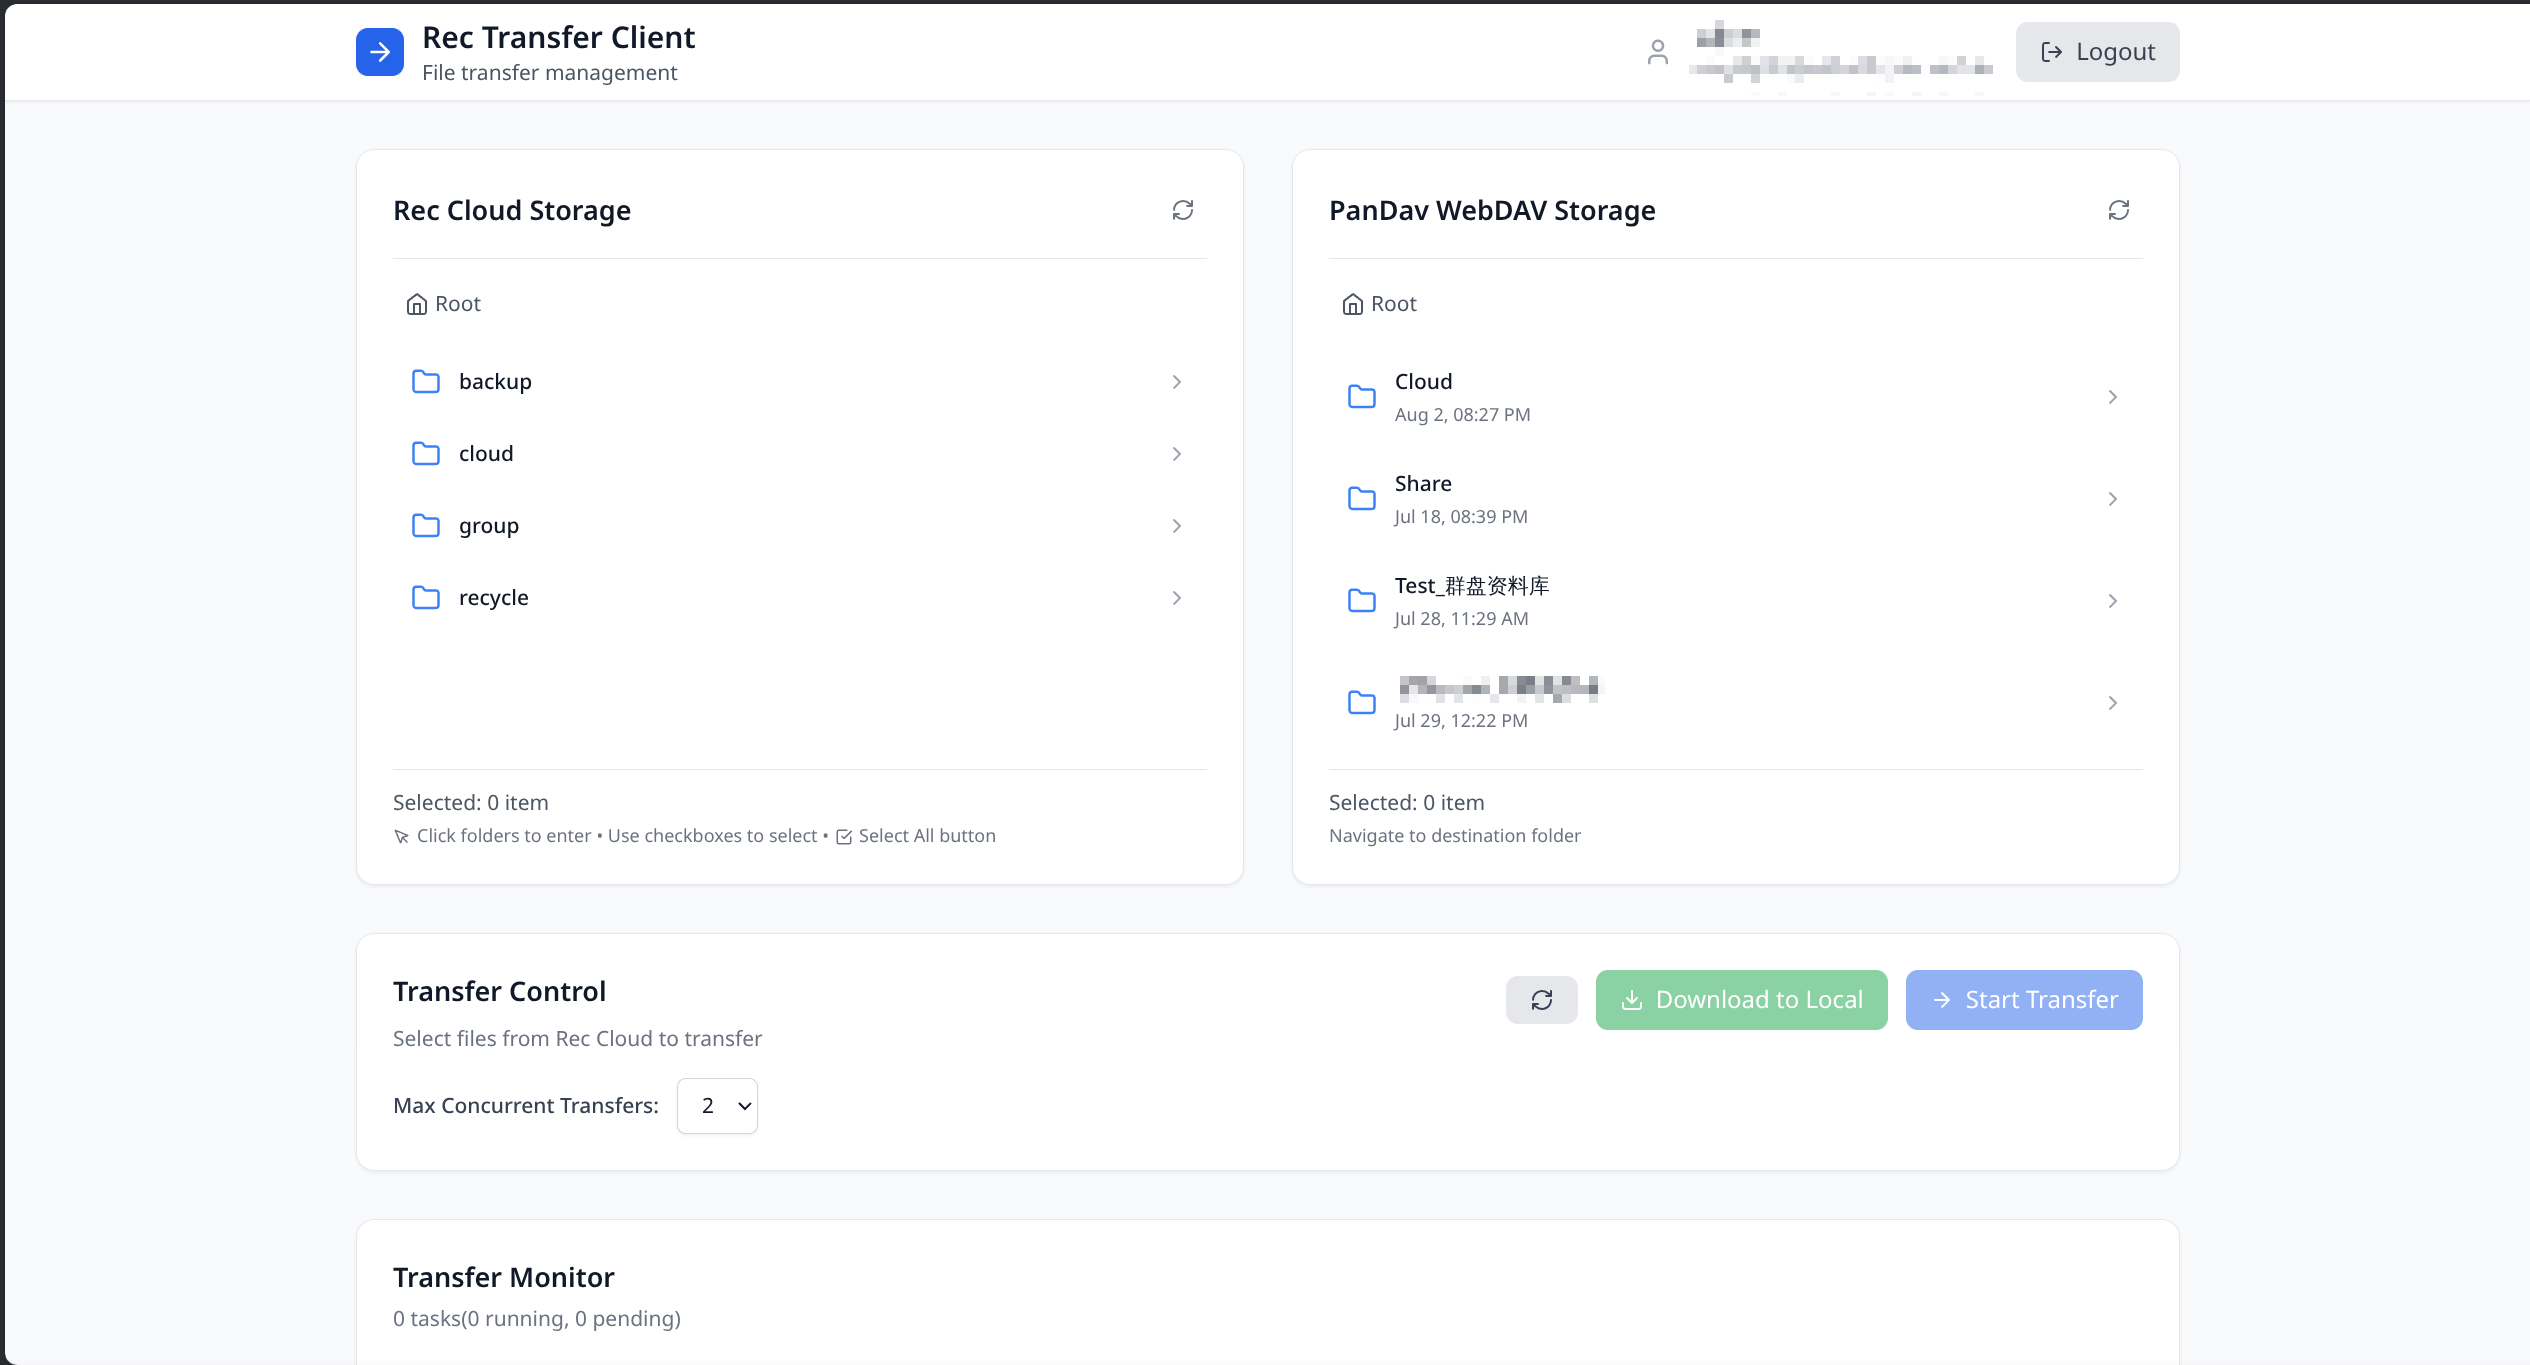 Rec Transfer Client
File transfer management
Logout
Rec Cloud Storage
Root
backup
cloud
group
recycle
Selected: 0 item
Click folders to enter • Use checkboxes to select • Select All button
PanDav WebDAV Storage
Root
Cloud
Aug 2, 08:27 PM
Share
Jul 18, 08:39 PM
Test_群盘资料库
Jul 28, 11:29 AM
Jul 29, 12:22 PM
Selected: 0 item
Navigate to destination folder
Transfer Control
Select files from Rec Cloud to transfer
Download to Local
Start Transfer
Max Concurrent Transfers: 2
Transfer Monitor
0 tasks(0 running, 0 pending)